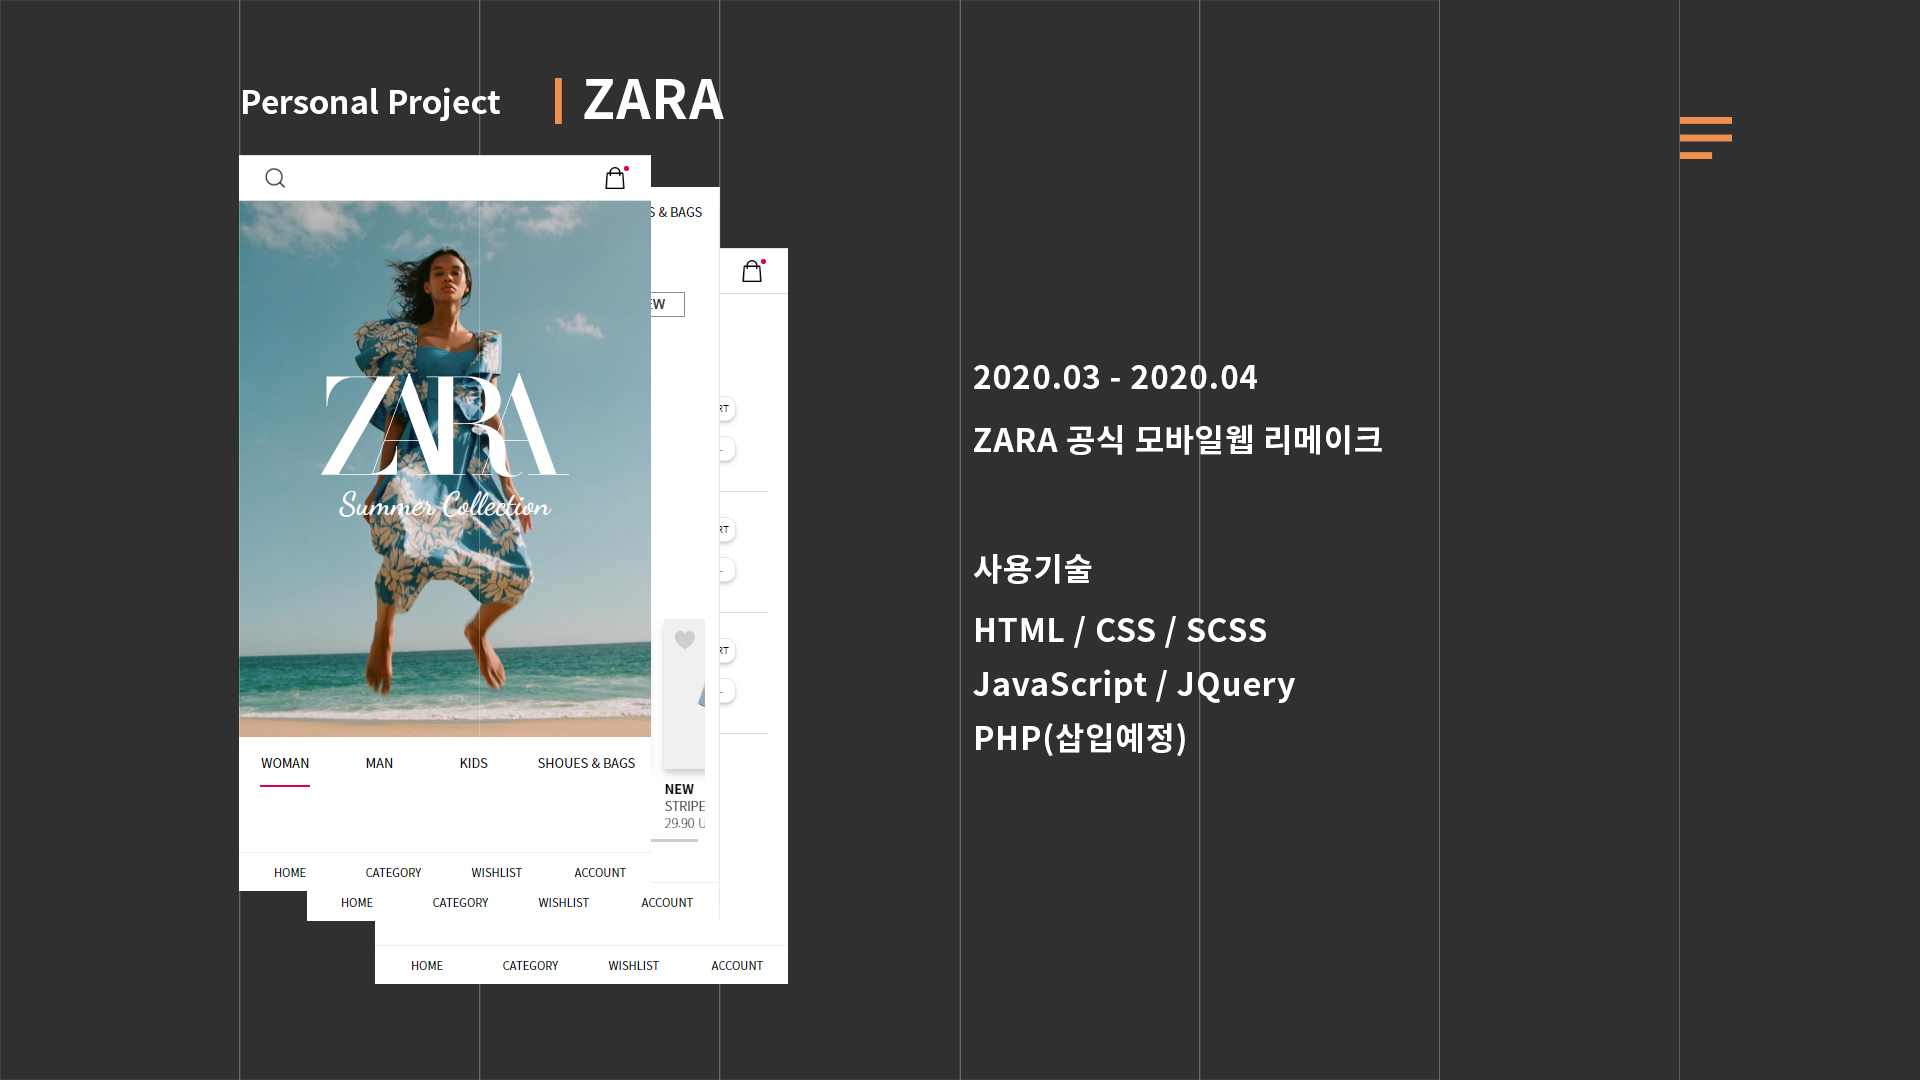 Personal Project
ZARA
ZARA
Summer Collection
WOMAN MAN KIDS SHOUES & BAGS
HOME CATEGORY WISHLIST ACCOUNT
& BAGS
NEW
STRIPE
29.90
HOME CATEGORY WISHLIST ACCOUNT
HOME CATEGORY WISHLIST ACCOUNT
2020.03 - 2020.04
ZARA 공식 모바일웹 리메이크
사용기술
HTML / CSS / SCSS
JavaScript / JQuery
PHP(삽입예정)